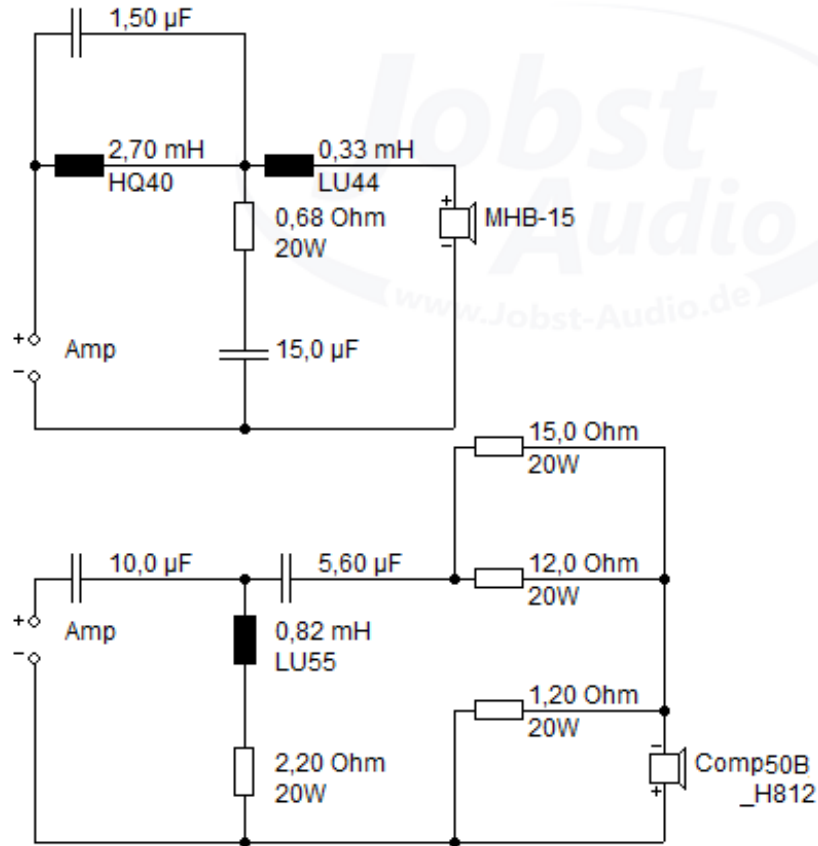 1,50 µF
2,70 mH
HQ40
0,33 mH
LU44
0,68 Ohm
20W
+
-
MHB-15
+
-
Amp
15,0 µF
15,0 Ohm
20W
10,0 µF
5,60 µF
12,0 Ohm
20W
+
-
Amp
0,82 mH
LU55
1,20 Ohm
20W
2,20 Ohm
20W
-
+
Comp50B
_H812
Jobst
Audio
www.Jobst-Audio.de